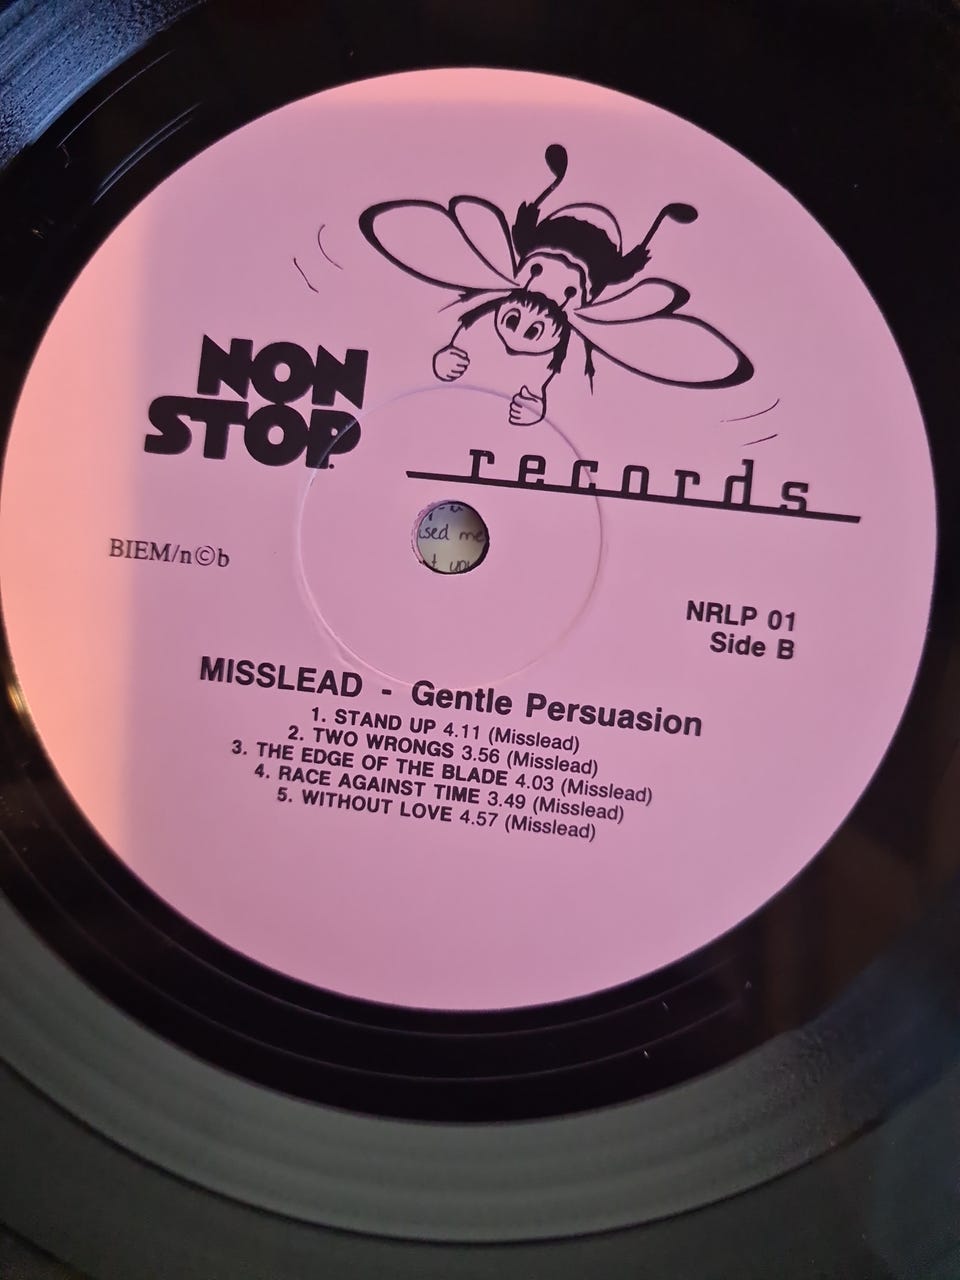 NON
STOP
records
BIEM/n©b
sed me
NRLP 01
Side B
MISSLEAD - Gentle Persuasion
1. STAND UP 4.11 (Misslead)
2. TWO WRONGS 3.56 (Misslead)
3. THE EDGE OF THE BLADE 4.03 (Misslead)
4. RACE AGAINST TIME 3.49 (Misslead)
5. WITHOUT LOVE 4.57 (Misslead)